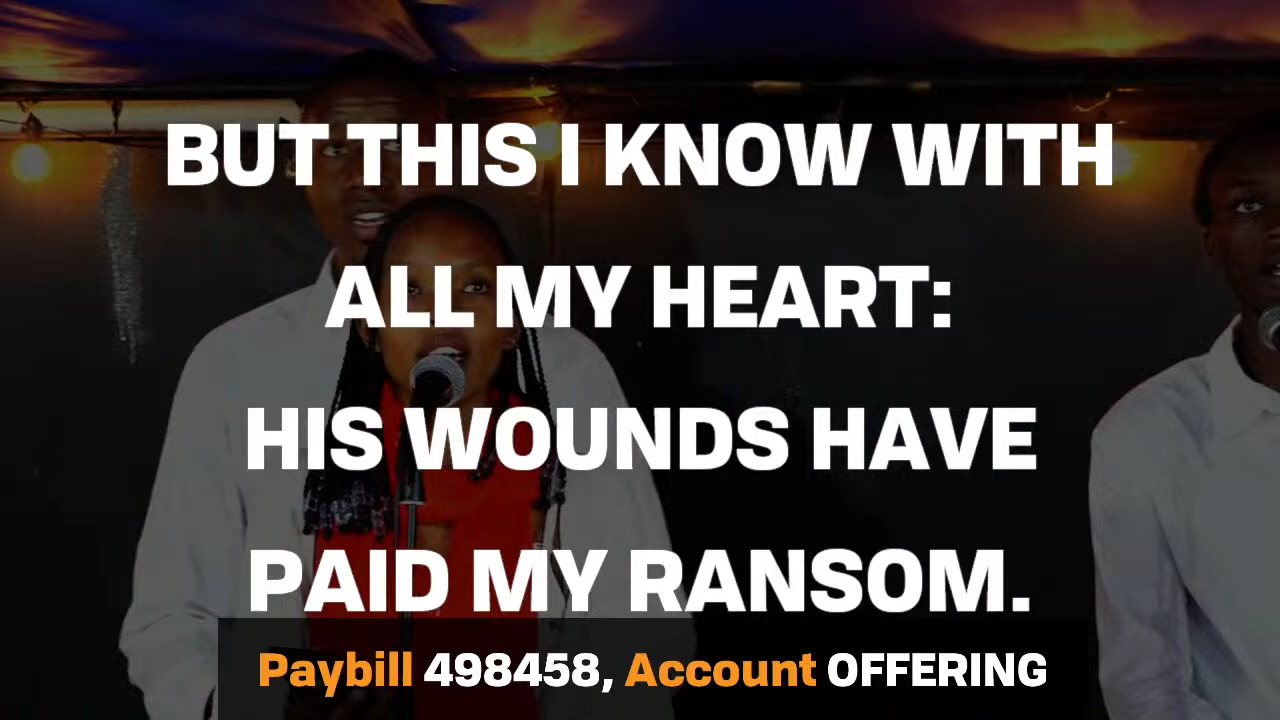 BUT THIS I KNOW WITH
ALL MY HEART:
HIS WOUNDS HAVE
PAID MY RANSOM.
Paybill 498458, Account OFFERING